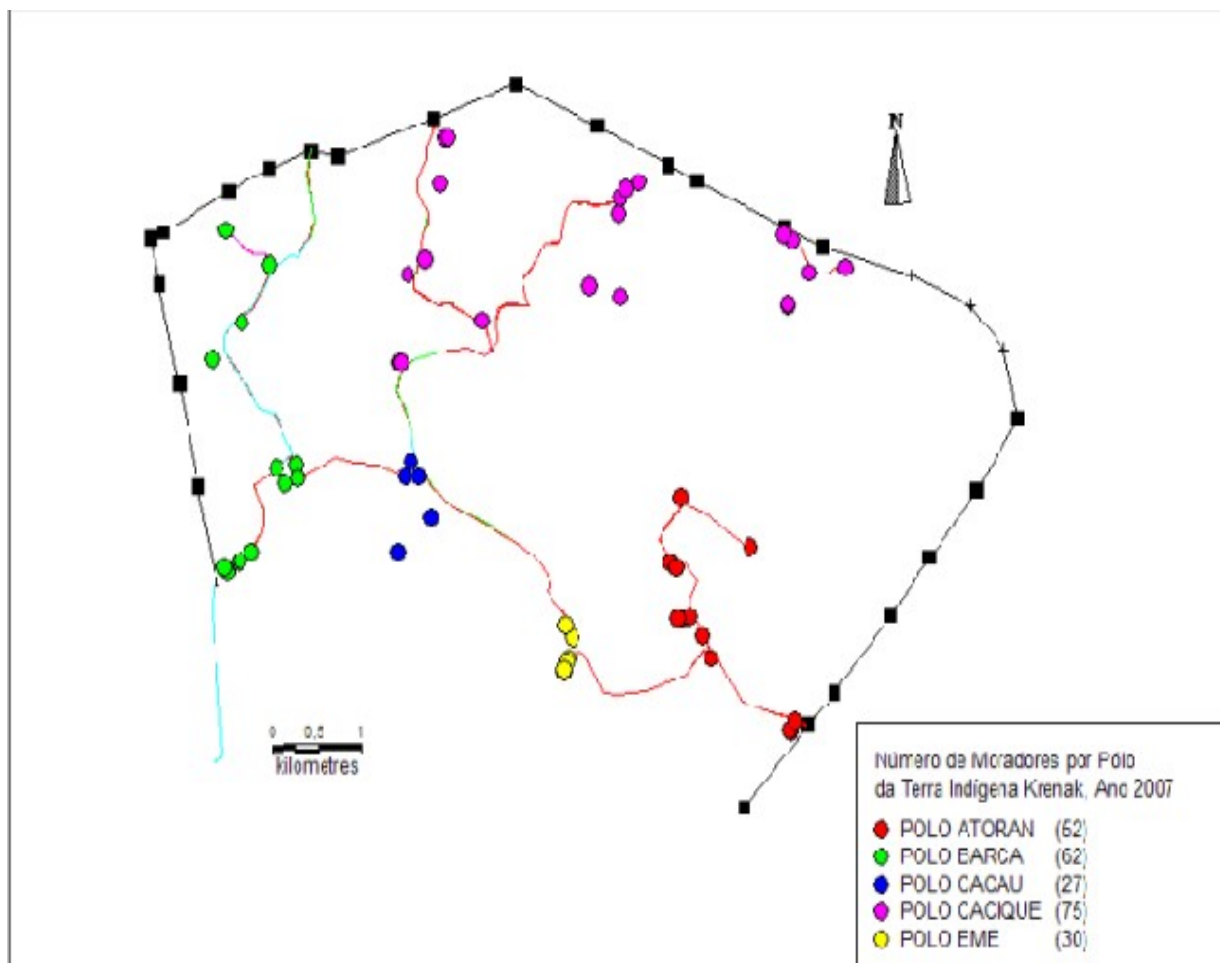 N
0 0,5 1
kilometres
Número de Moradores por Pólo
da Terra Indígena Krenak, Ano 2007
POLO ATORAN (52)
POLO BARCA (62)
POLO CACAU (27)
POLO CACIQUE (75)
POLO EME (30)